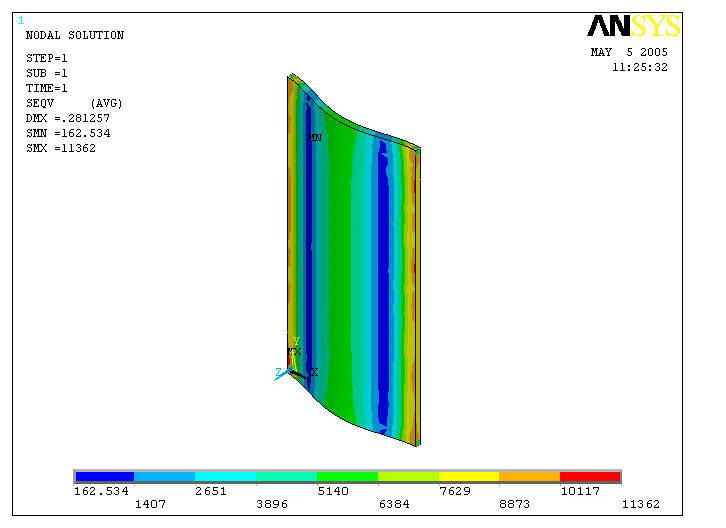 1
NODAL SOLUTION
ANSYS
MAY 5 2005
11:25:32
STEP=1
SUB =1
TIME=1
SEQV (AVG)
DMX =.281257
SMN =162.534
SMX =11362
MN
Y
MX
Z X
162.534 2651 5140 7629 10117
1407 3896 6384 8873 11362